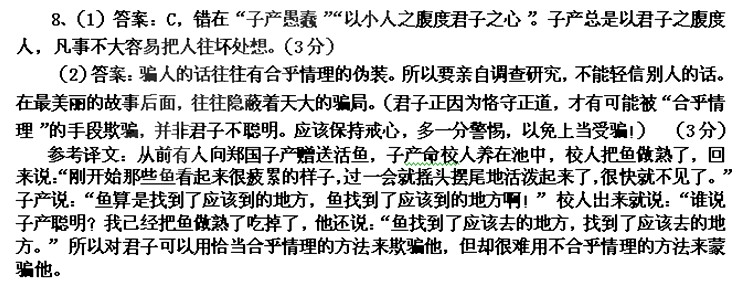 8、（1）答案：C，错在“子产愚蠢”“以小人之腹度君子之心”。子产总是以君子之腹度
人，凡事不大容易把人往坏处想。（3分）
（2）答案：骗人的话往往有合乎情理的伪装。所以要亲自调查研究，不能轻信别人的话。
在最美丽的故事后面，往往隐蔽着天大的骗局。（君子正因为恪守正道，才有可能被“合乎情
理”的手段欺骗，并非君子不聪明。应该保持戒心，多一分警惕，以免上当受骗！）（3分）
参考译文：从前有人向郑国子产赠送活鱼，子产命校人养在池中，校人把鱼做熟了，回
来说：“刚开始那些鱼看起来很疲累的样子，过一会就摇头摆尾地活泼起来了，很快就不见了。”
子产说：“鱼算是找到了应该到的地方，鱼找到了应该到的地方啊！”校人出来就说：“谁说
子产聪明？我已经把鱼做熟了吃掉了，他还说：“鱼找到了应该去的地方，找到了应该去的地
方。”所以对君子可以用恰当合乎情理的方法来欺骗他，但却很难用不合乎情理的方法来蒙
骗他。